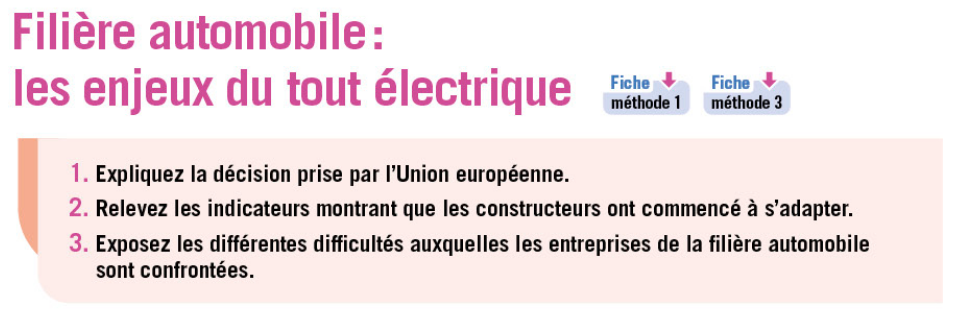 Filière automobile :
les enjeux du tout électrique
Fiche méthode 1
Fiche méthode 3
1. Expliquez la décision prise par l'Union européenne.
2. Relevez les indicateurs montrant que les constructeurs ont commencé à s'adapter.
3. Exposez les différentes difficultés auxquelles les entreprises de la filière automobile
sont confrontées.